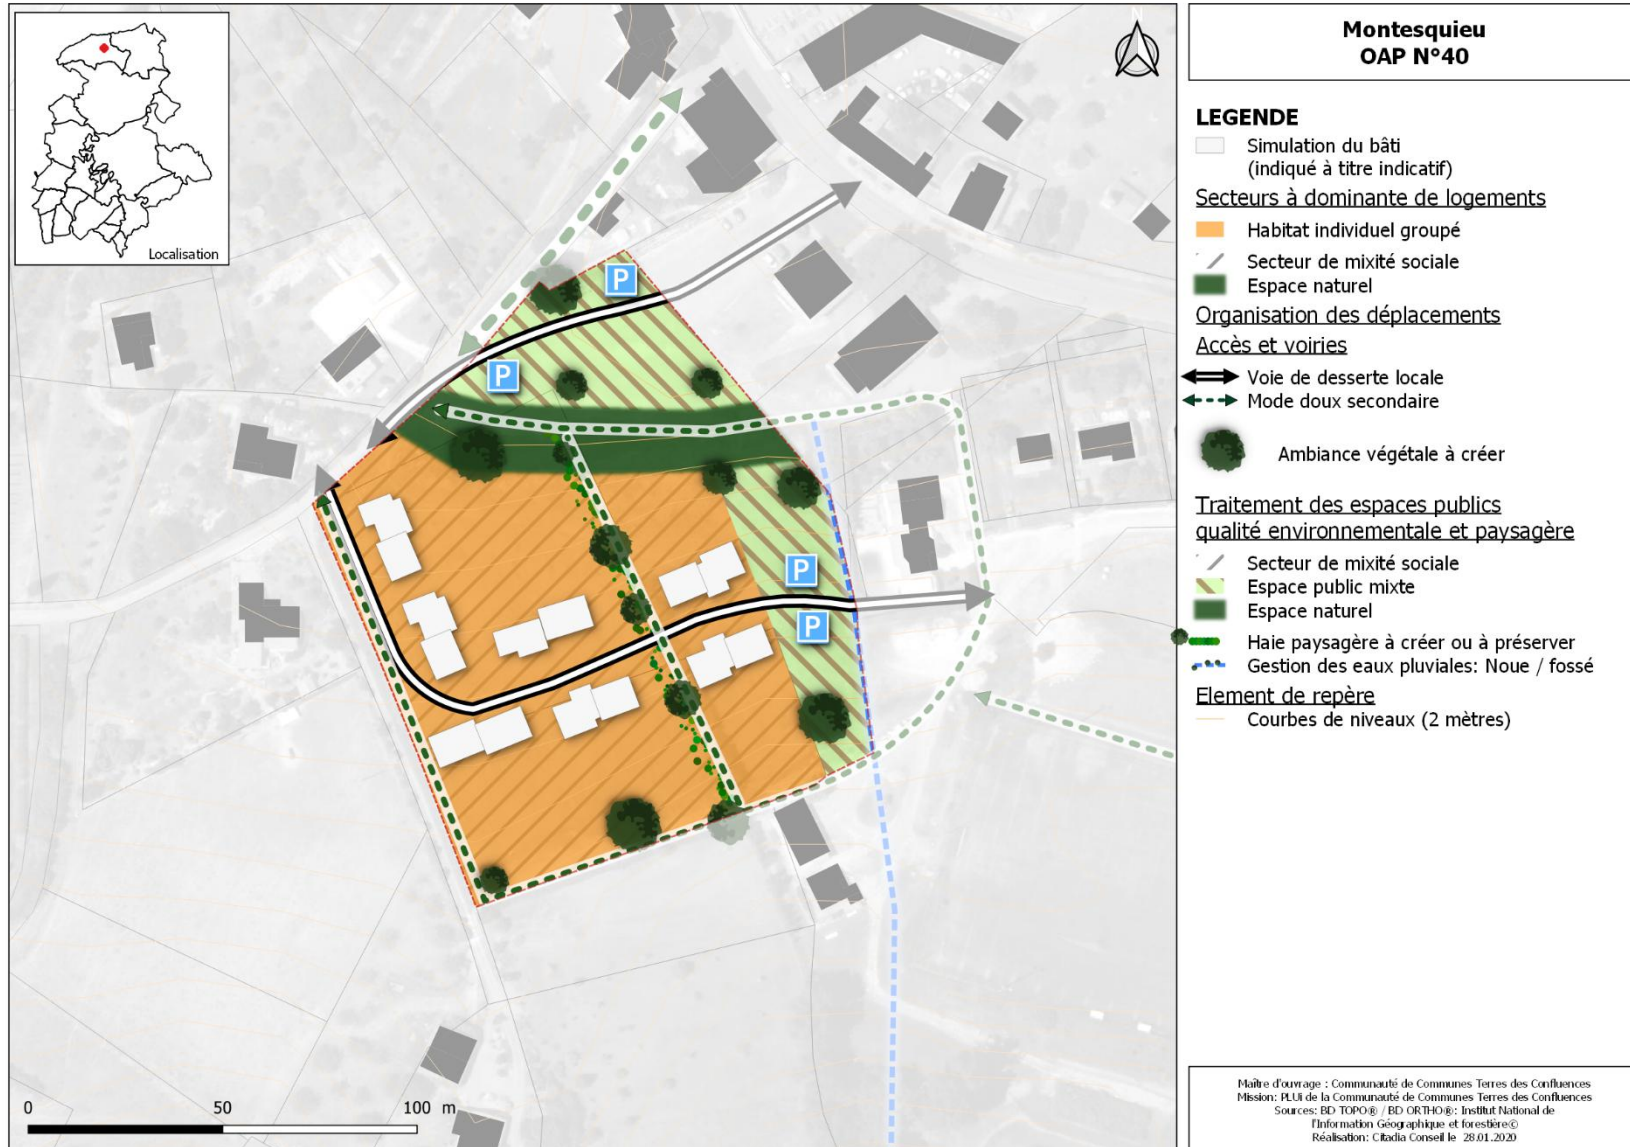 Localisation
P
P
P
P
0 50 100 m
Montesquieu
OAP N°40
LEGENDE
Simulation du bâti
(indiqué à titre indicatif)
Secteurs à dominante de logements
Habitat individuel groupé
Secteur de mixité sociale
Espace naturel
Organisation des déplacements
Accès et voiries
Voie de desserte locale
Mode doux secondaire
Ambiance végétale à créer
Traitement des espaces publics
qualité environnementale et paysagère
Secteur de mixité sociale
Espace public mixte
Espace naturel
Haie paysagère à créer ou à préserver
Gestion des eaux pluviales: Noue / fossé
Element de repère
Courbes de niveaux (2 mètres)
Maître d'ouvrage : Communauté de Communes Terres des Confluences
Mission: PLUi de la Communauté de Communes Terres des Confluences
Sources: BD TOPO® / BD ORTHO®: Institut National de
l'Information Géographique et forestière©
Réalisation: Citadia Conseil le 28.01.2020